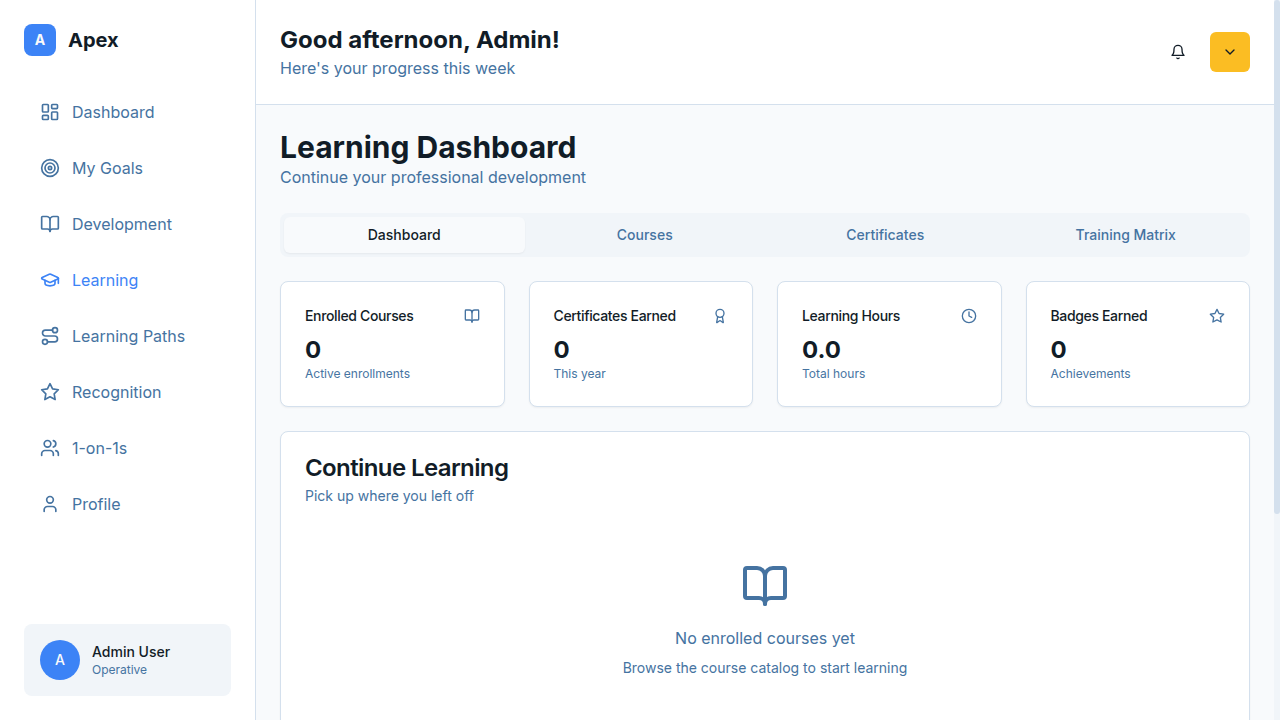 A
Apex
Dashboard
My Goals
Development
Learning
Learning Paths
Recognition
1-on-1s
Profile
A
Admin User
Operative
Good afternoon, Admin!
Here's your progress this week
Learning Dashboard
Continue your professional development
Dashboard
Courses
Certificates
Training Matrix
Enrolled Courses
0
Active enrollments
Certificates Earned
0
This year
Learning Hours
0.0
Total hours
Badges Earned
0
Achievements
Continue Learning
Pick up where you left off
No enrolled courses yet
Browse the course catalog to start learning